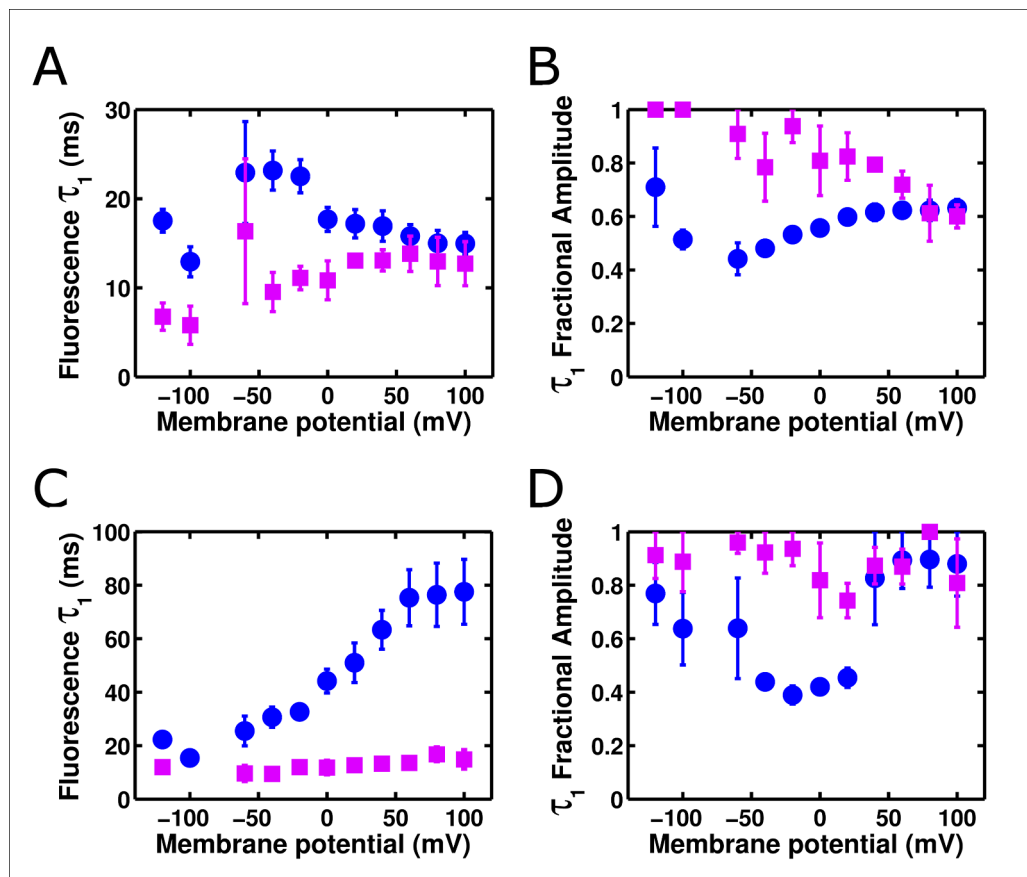 A
Fluorescence τ1 (ms)
30
20
10
0
−100 −50 0 50 100
Membrane potential (mV)
B
τ1 Fractional Amplitude
1
0.8
0.6
0.4
0.2
0
−100 −50 0 50 100
Membrane potential (mV)
C
Fluorescence τ1 (ms)
100
80
60
40
20
0
−100 −50 0 50 100
Membrane potential (mV)
D
τ1 Fractional Amplitude
1
0.8
0.6
0.4
0.2
0
−100 −50 0 50 100
Membrane potential (mV)